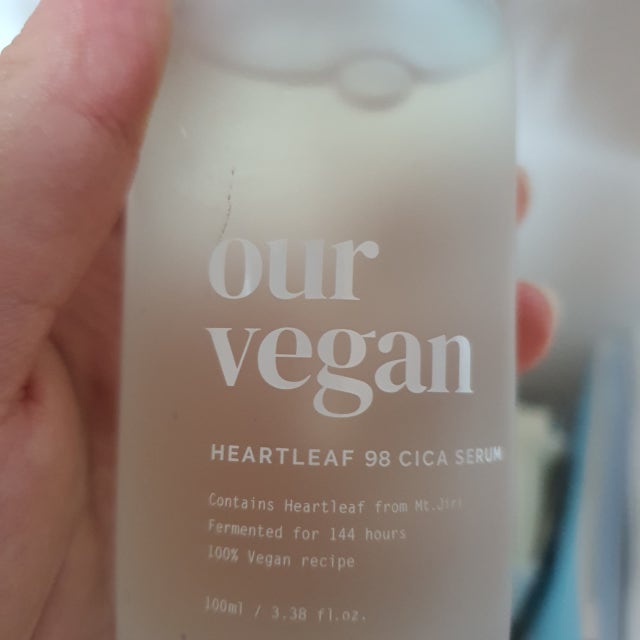 our
vegan
HEARTLEAF 98 CICA SERUM
Contains Heartleaf from Mt.Jiri
Fermented for 144 hours
100% Vegan recipe
100ml / 3.38 fl.oz.